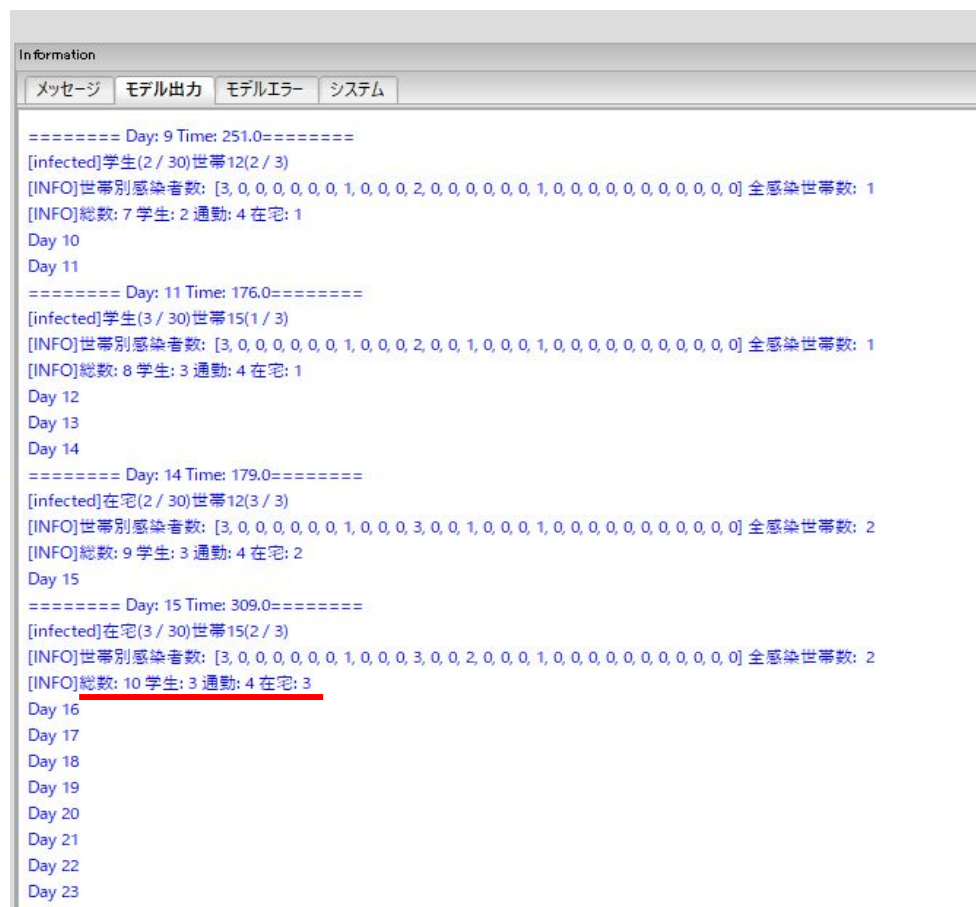 Information
メッセージ モデル出力 モデルエラー システム
======== Day: 9 Time: 251.0========
[infected]学生(2 / 30)世帯12(2 / 3)
[INFO]世帯別感染者数: [3, 0, 0, 0, 0, 0, 0, 1, 0, 0, 0, 2, 0, 0, 0, 0, 0, 0, 1, 0, 0, 0, 0, 0, 0, 0, 0, 0, 0, 0] 全感染世帯数: 1
[INFO]総数: 7 学生: 2 通勤: 4 在宅: 1
Day 10
Day 11
======== Day: 11 Time: 176.0========
[infected]学生(3 / 30)世帯15(1 / 3)
[INFO]世帯別感染者数: [3, 0, 0, 0, 0, 0, 0, 1, 0, 0, 0, 2, 0, 0, 1, 0, 0, 0, 1, 0, 0, 0, 0, 0, 0, 0, 0, 0, 0, 0] 全感染世帯数: 1
[INFO]総数: 8 学生: 3 通勤: 4 在宅: 1
Day 12
Day 13
Day 14
======== Day: 14 Time: 179.0========
[infected]在宅(2 / 30)世帯12(3 / 3)
[INFO]世帯別感染者数: [3, 0, 0, 0, 0, 0, 0, 1, 0, 0, 0, 3, 0, 0, 1, 0, 0, 0, 1, 0, 0, 0, 0, 0, 0, 0, 0, 0, 0, 0] 全感染世帯数: 2
[INFO]総数: 9 学生: 3 通勤: 4 在宅: 2
Day 15
======== Day: 15 Time: 309.0========
[infected]在宅(3 / 30)世帯15(2 / 3)
[INFO]世帯別感染者数: [3, 0, 0, 0, 0, 0, 0, 1, 0, 0, 0, 3, 0, 0, 2, 0, 0, 0, 1, 0, 0, 0, 0, 0, 0, 0, 0, 0, 0, 0] 全感染世帯数: 2
[INFO]総数: 10 学生: 3 通勤: 4 在宅: 3
Day 16
Day 17
Day 18
Day 19
Day 20
Day 21
Day 22
Day 23